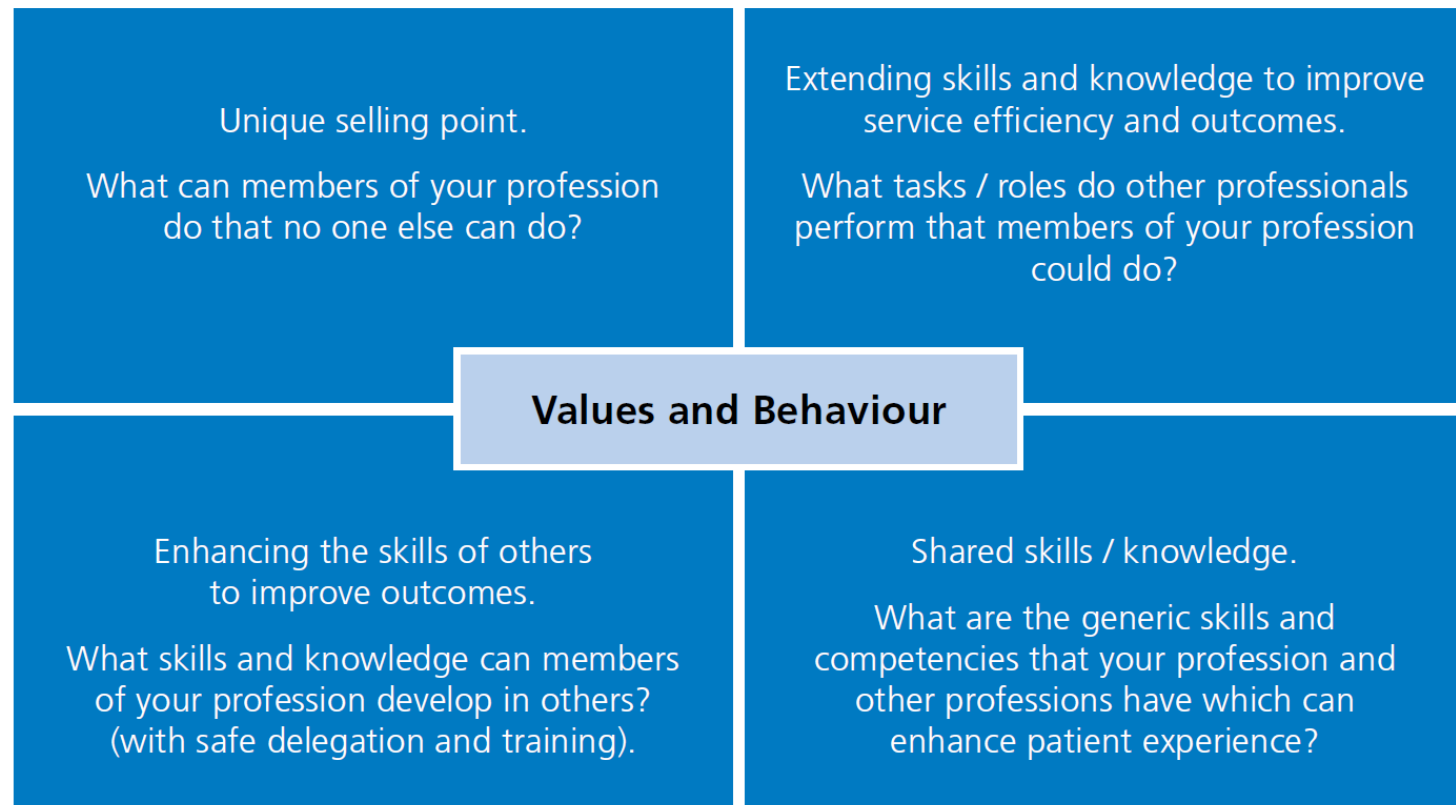 Unique selling point.
What can members of your profession
do that no one else can do?
Extending skills and knowledge to improve
service efficiency and outcomes.
What tasks / roles do other professionals
perform that members of your profession
could do?
Values and Behaviour
Enhancing the skills of others
to improve outcomes.
What skills and knowledge can members
of your profession develop in others?
(with safe delegation and training).
Shared skills / knowledge.
What are the generic skills and
competencies that your profession and
other professions have which can
enhance patient experience?